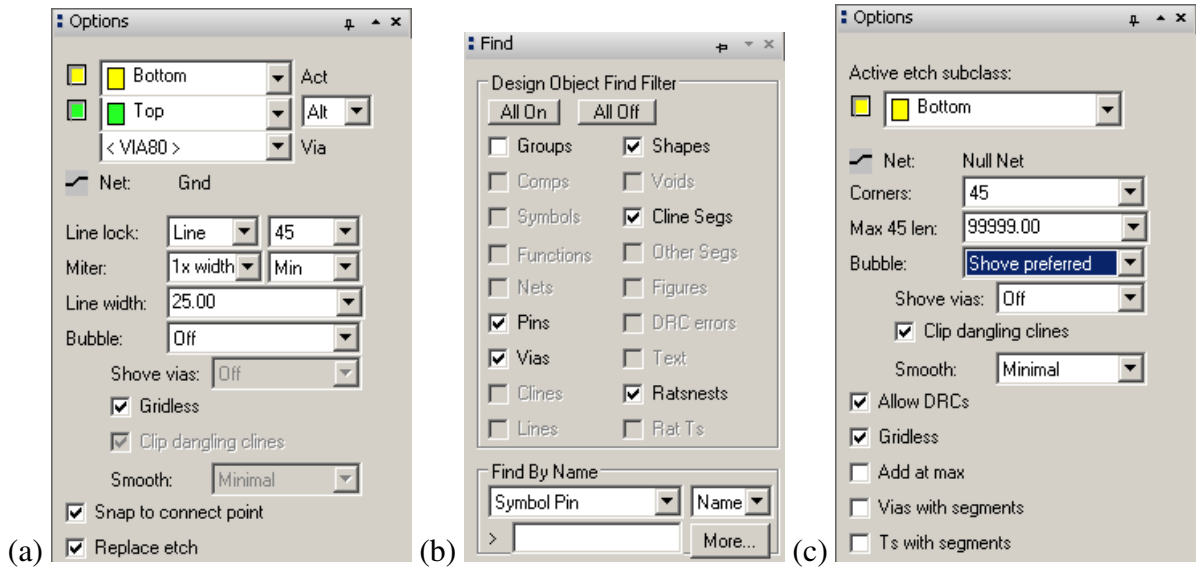 Options
Bottom Act
Top Alt
< VIA80 > Via
Net: Gnd
Line lock: Line 45
Miter: 1x width Min
Line width: 25.00
Bubble: Off
Shove vias: Off
Gridless
Clip dangling clines
Smooth: Minimal
Snap to connect point
Replace etch
(a)
Find
Design Object Find Filter
All On All Off
Groups Shapes
Comps Voids
Symbols Cline Segs
Functions Other Segs
Nets Figures
Pins DRC errors
Vias Text
Clines Ratsnests
Lines Rat Ts
Find By Name
Symbol Pin Name
> More...
(b)
Options
Active etch subclass:
Bottom
Net: Null Net
Corners: 45
Max 45 len: 99999.00
Bubble: Shove preferred
Shove vias: Off
Clip dangling clines
Smooth: Minimal
Allow DRCs
Gridless
Add at max
Vias with segments
Ts with segments
(c)